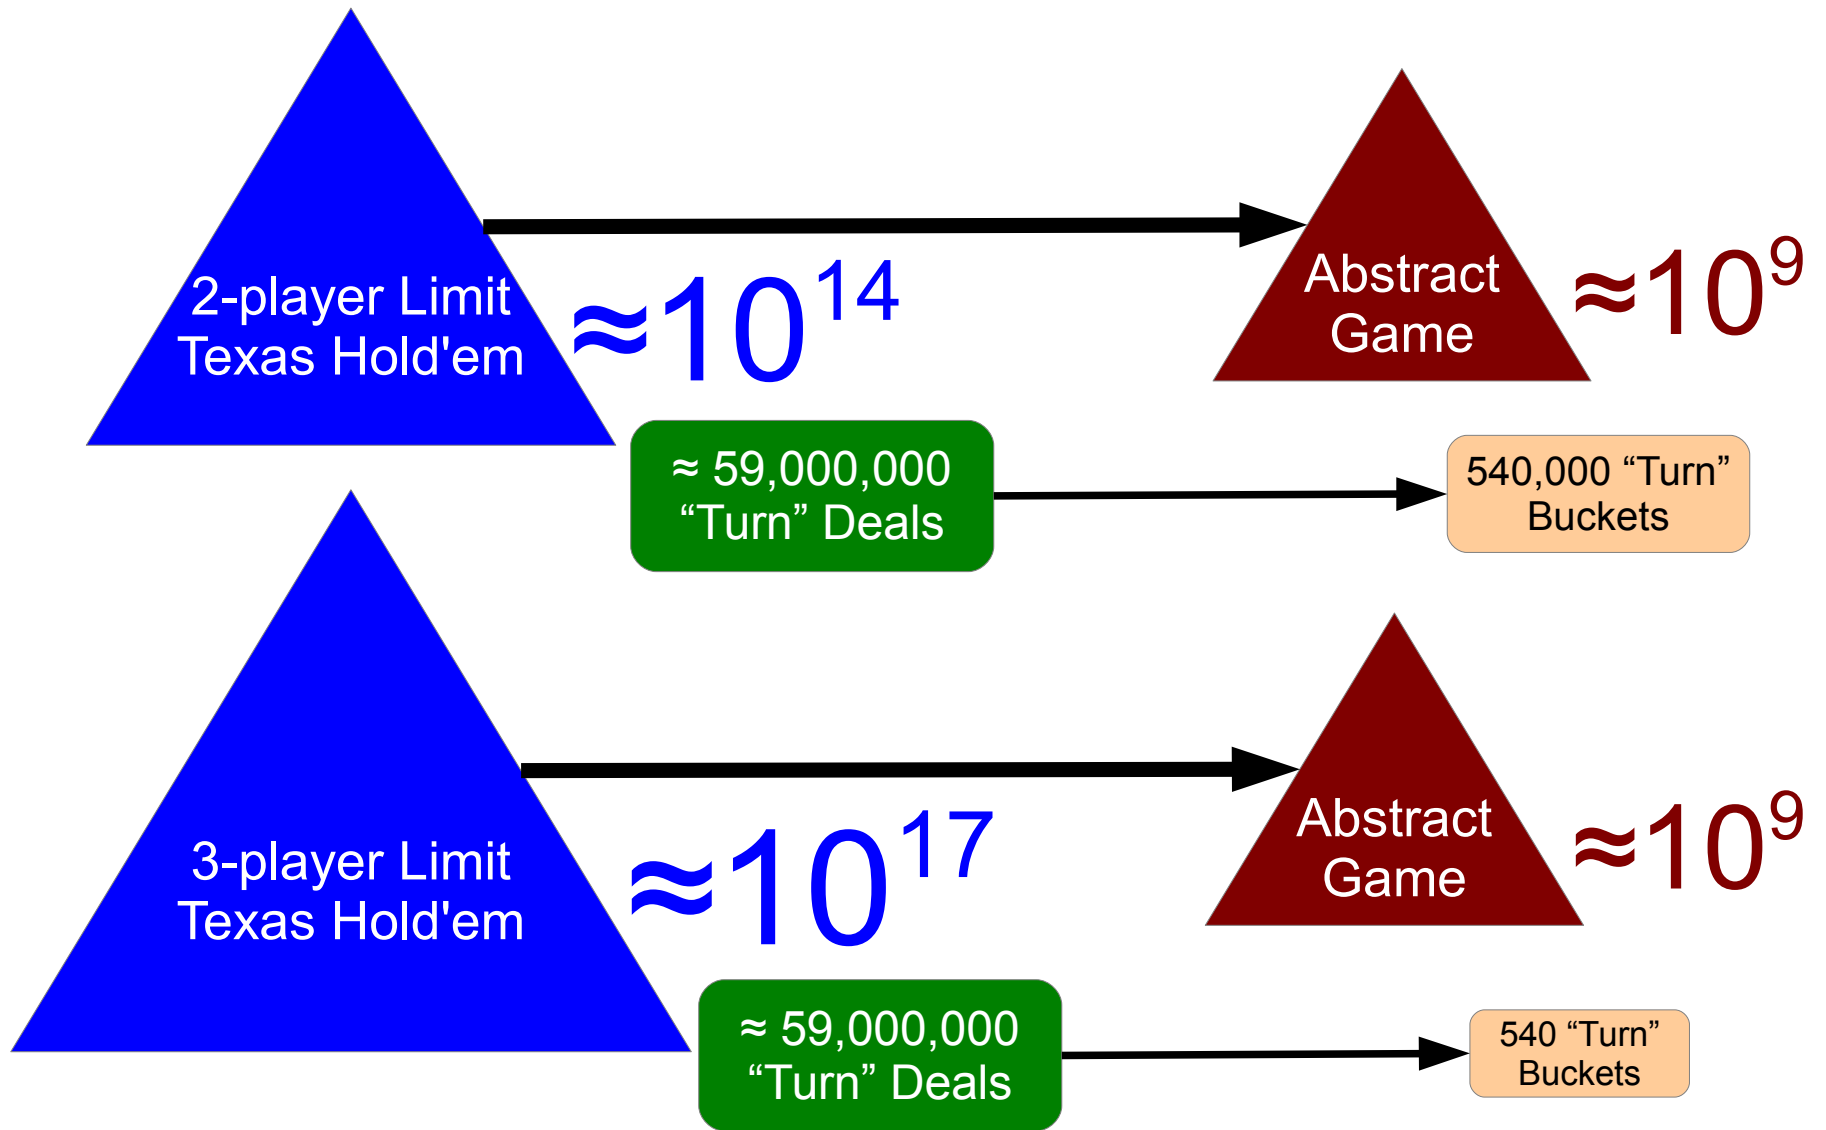 2-player Limit
Texas Hold'em
≈10^14
Abstract
Game
≈10^9
≈ 59,000,000
“Turn” Deals
540,000 “Turn”
Buckets
3-player Limit
Texas Hold'em
≈10^17
Abstract
Game
≈10^9
≈ 59,000,000
“Turn” Deals
540 “Turn”
Buckets